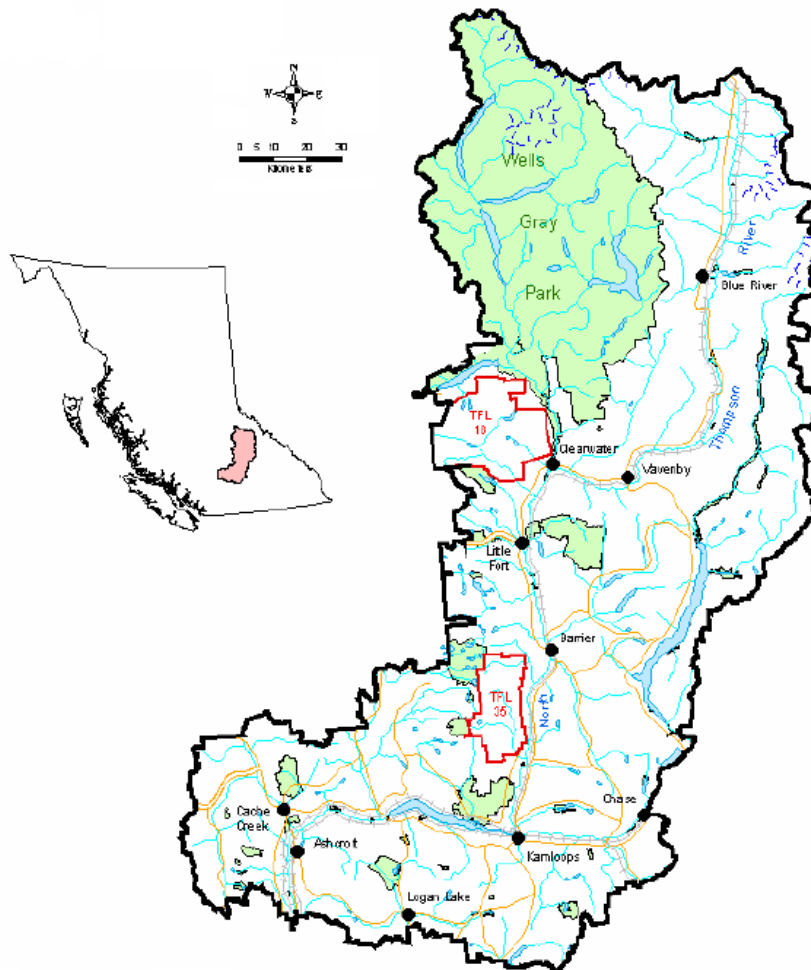 N
W E
S
0 5 10 20 30
Kilometers
Wells
Gray
Park
River
Blue River
Thompson
TFL
18
Clearwater
Vavenby
Little
Fort
Barrier
TFL
35
North
Chase
Cache
Creek
Ashcroft
Kamloops
Logan Lake